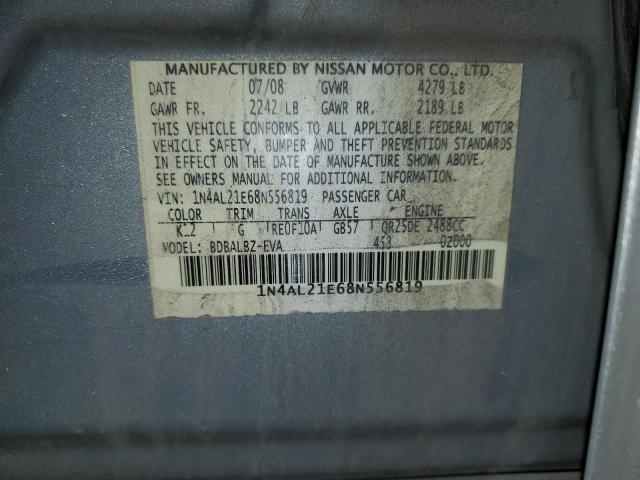 MANUFACTURED BY NISSAN MOTOR CO., LTD.
DATE 07/08 GVWR 4279 LB
GAWR FR. 2242 LB GAWR RR. 2189 LB
THIS VEHICLE CONFORMS TO ALL APPLICABLE FEDERAL MOTOR
VEHICLE SAFETY, BUMPER AND THEFT PREVENTION STANDARDS
IN EFFECT ON THE DATE OF MANUFACTURE SHOWN ABOVE.
SEE OWNERS MANUAL FOR ADDITIONAL INFORMATION.
VIN: 1N4AL21E68N556819 PASSENGER CAR
COLOR TRIM TRANS AXLE ENGINE
K12 G RE0F10A GB57 QR25DE 2488CC
MODEL: BDBALBZ-EVA 453 02000
1N4AL21E68N556819